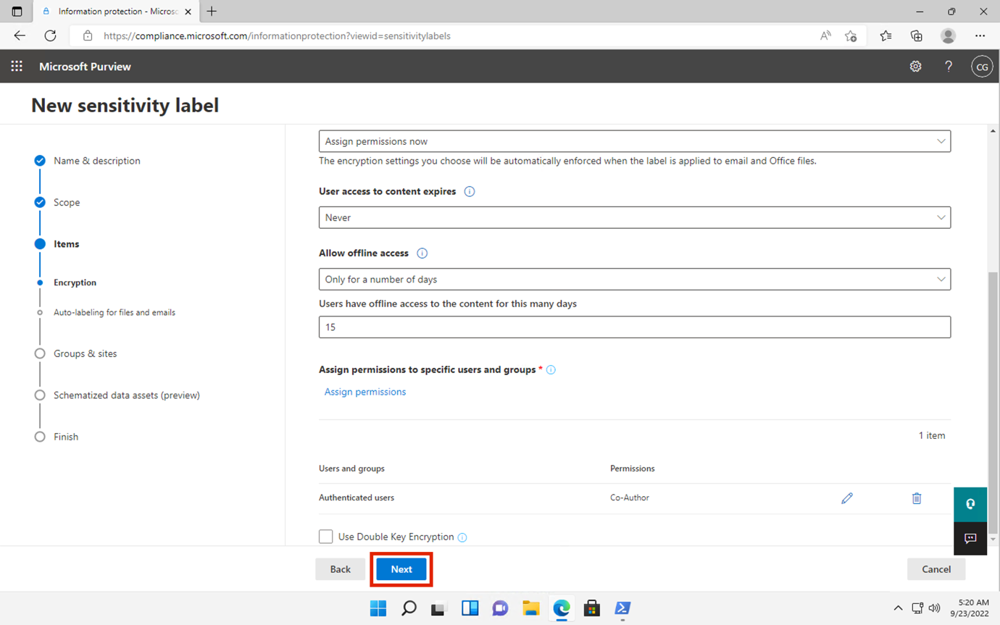 Information protection - Microsc
https://compliance.microsoft.com/informationprotection?viewid=sensitivitylabels
Microsoft Purview
CG
New sensitivity label
Name & description
Scope
Items
Encryption
Auto-labeling for files and emails
Groups & sites
Schematized data assets (preview)
Finish
Assign permissions now
The encryption settings you choose will be automatically enforced when the label is applied to email and Office files.
User access to content expires
Never
Allow offline access
Only for a number of days
Users have offline access to the content for this many days
15
Assign permissions to specific users and groups *
Assign permissions
1 item
Users and groups Permissions
Authenticated users Co-Author
Use Double Key Encryption
Back Next Cancel
5:20 AM
9/23/2022